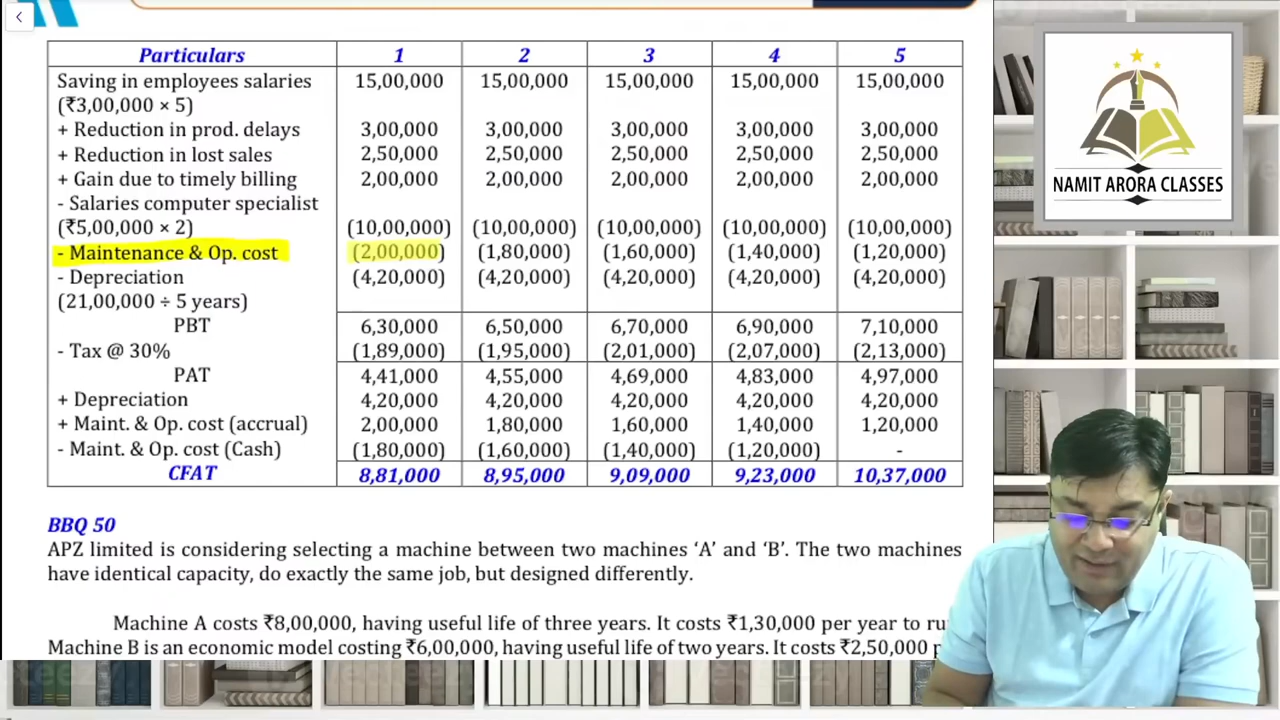 Particulars 1 2 3 4 5
Saving in employees salaries 15,00,000 15,00,000 15,00,000 15,00,000 15,00,000
(₹3,00,000 × 5)
+ Reduction in prod. delays 3,00,000 3,00,000 3,00,000 3,00,000 3,00,000
+ Reduction in lost sales 2,50,000 2,50,000 2,50,000 2,50,000 2,50,000
+ Gain due to timely billing 2,00,000 2,00,000 2,00,000 2,00,000 2,00,000
- Salaries computer specialist
(₹5,00,000 × 2) (10,00,000) (10,00,000) (10,00,000) (10,00,000) (10,00,000)
- Maintenance & Op. cost (2,00,000) (1,80,000) (1,60,000) (1,40,000) (1,20,000)
- Depreciation (4,20,000) (4,20,000) (4,20,000) (4,20,000) (4,20,000)
(21,00,000 ÷ 5 years)
PBT 6,30,000 6,50,000 6,70,000 6,90,000 7,10,000
- Tax @ 30% (1,89,000) (1,95,000) (2,01,000) (2,07,000) (2,13,000)
PAT 4,41,000 4,55,000 4,69,000 4,83,000 4,97,000
+ Depreciation 4,20,000 4,20,000 4,20,000 4,20,000 4,20,000
+ Maint. & Op. cost (accrual) 2,00,000 1,80,000 1,60,000 1,40,000 1,20,000
- Maint. & Op. cost (Cash) (1,80,000) (1,60,000) (1,40,000) (1,20,000) -
CFAT 8,81,000 8,95,000 9,09,000 9,23,000 10,37,000
BBQ 50
APZ limited is considering selecting a machine between two machines ‘A’ and ‘B’. The two machines
have identical capacity, do exactly the same job, but designed differently.
Machine A costs ₹8,00,000, having useful life of three years. It costs ₹1,30,000 per year to
Machine B is an economic model costing ₹6,00,000, having useful life of two years. It costs ₹2,50,000
NAMIT ARORA CLASSES